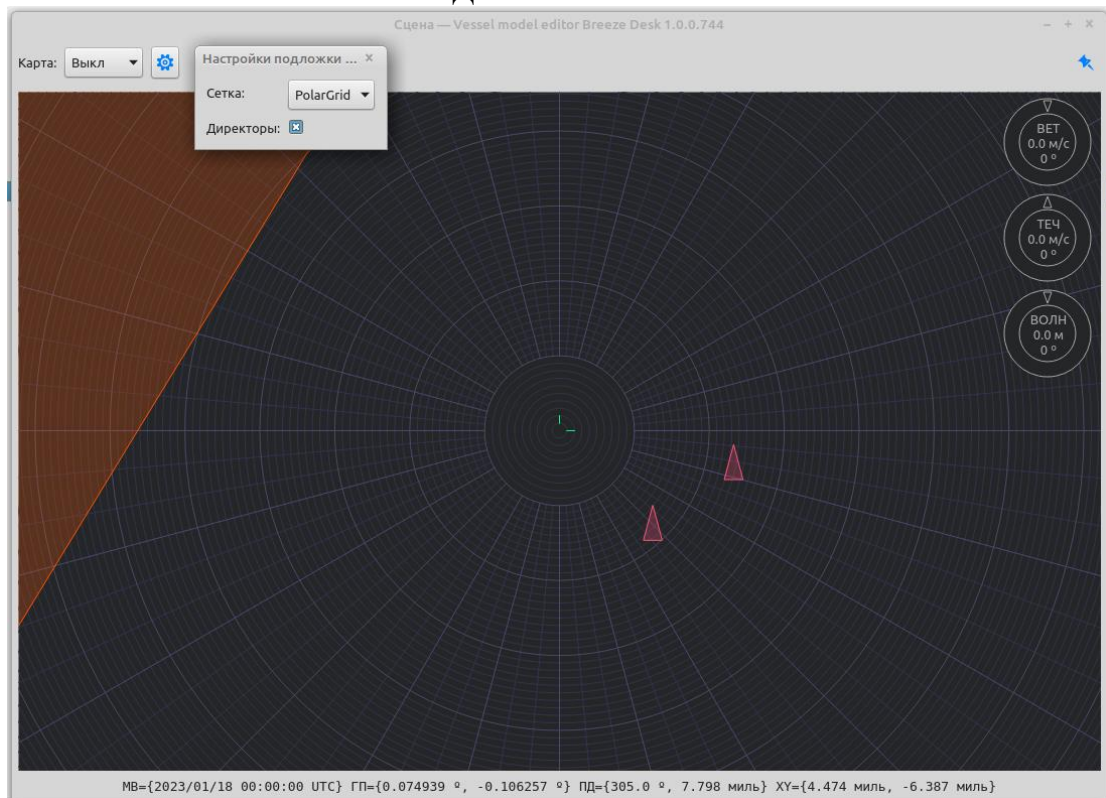 Сцена — Vessel model editor Breeze Desk 1.0.0.744
Карта: Выкл
Настройки подложки ...
Сетка: PolarGrid
Директоры:
ВЕТ
0.0 м/с
0 °
ТЕЧ
0.0 м/с
0 °
ВОЛН
0.0 м
0 °
МВ={2023/01/18 00:00:00 UTC} ГП={0.074939 º, -0.106257 º} ПД={305.0 º, 7.798 миль} XY={4.474 миль, -6.387 миль}